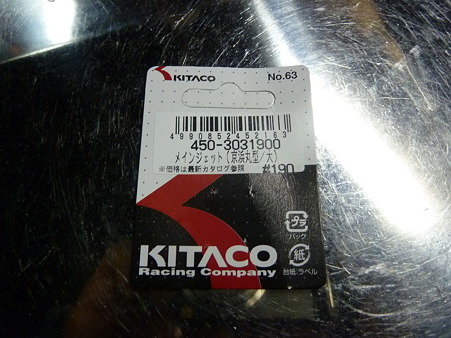 KITACO
No.63
4990852452163
450-3031900
メインジェット(京浜丸型/大)
※価格は最新カタログ参照
#190
プラ
パック
KITACO
Racing Company
紙
台紙:ラベル